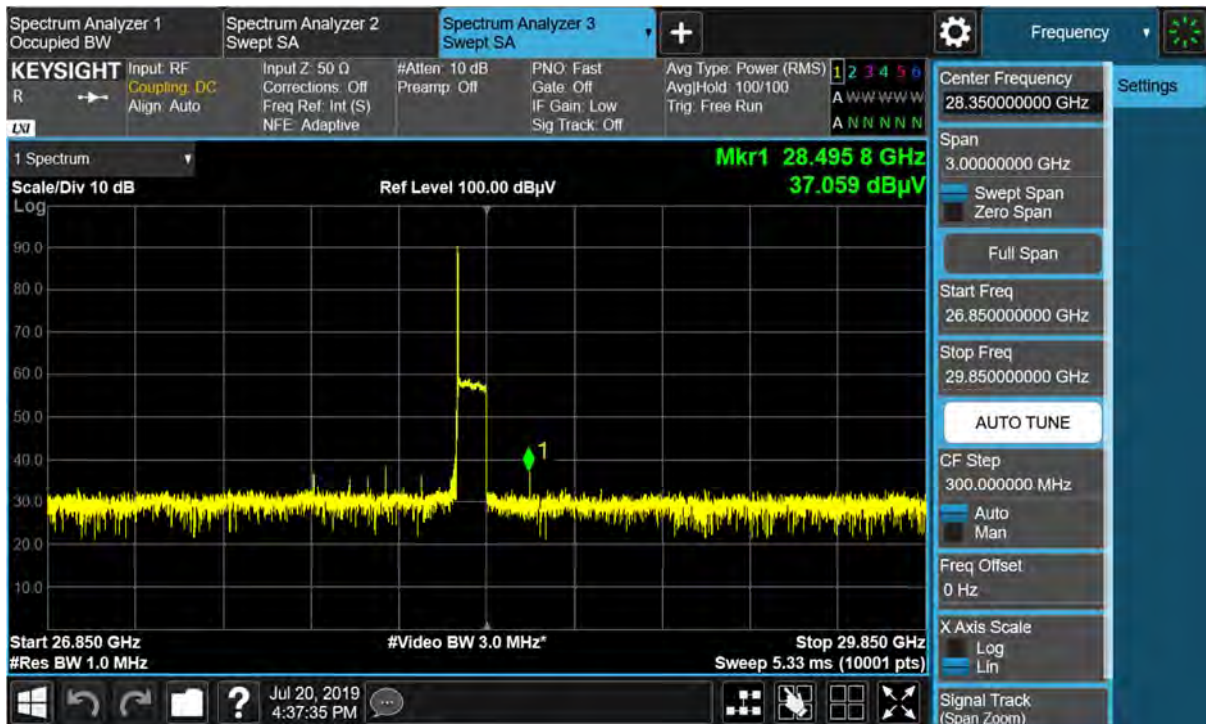 Spectrum Analyzer 1
Occupied BW
Spectrum Analyzer 2
Swept SA
Spectrum Analyzer 3
Swept SA
+
Frequency
KEYSIGHT
R
LXI
Input: RF
Coupling: DC
Align: Auto
Input Z: 50 Ω
Corrections: Off
Freq Ref: Int (S)
NFE: Adaptive
#Atten: 10 dB
Preamp: Off
PNO: Fast
Gate: Off
IF Gain: Low
Sig Track: Off
Avg Type: Power (RMS)
Avg|Hold: 100/100
Trig: Free Run
1 2 3 4 5 6
A W W W W W
A N N N N N
1 Spectrum
Mkr1 28.495 8 GHz
37.059 dBµV
Scale/Div 10 dB
Ref Level 100.00 dBµV
Log
90.0
80.0
70.0
60.0
50.0
40.0
30.0
20.0
10.0
1
Start 26.850 GHz
#Video BW 3.0 MHz*
Stop 29.850 GHz
#Res BW 1.0 MHz
Sweep 5.33 ms (10001 pts)
Center Frequency
28.350000000 GHz
Settings
Span
3.00000000 GHz
Swept Span
Zero Span
Full Span
Start Freq
26.850000000 GHz
Stop Freq
29.850000000 GHz
AUTO TUNE
CF Step
300.000000 MHz
Auto
Man
Freq Offset
0 Hz
X Axis Scale
Log
Lin
Signal Track
(Span Zoom)
?
Jul 20, 2019
4:37:35 PM